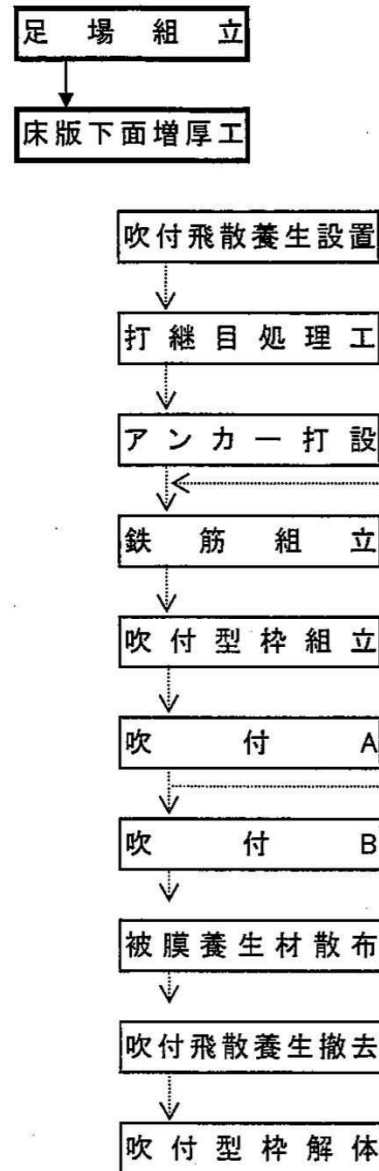 足場組立
床版下面増厚工
吹付飛散養生設置
打継目処理工
アンカー打設
鉄筋組立
吹付型枠組立
吹付A
吹付B
被膜養生材散布
吹付飛散養生撤去
吹付型枠解体